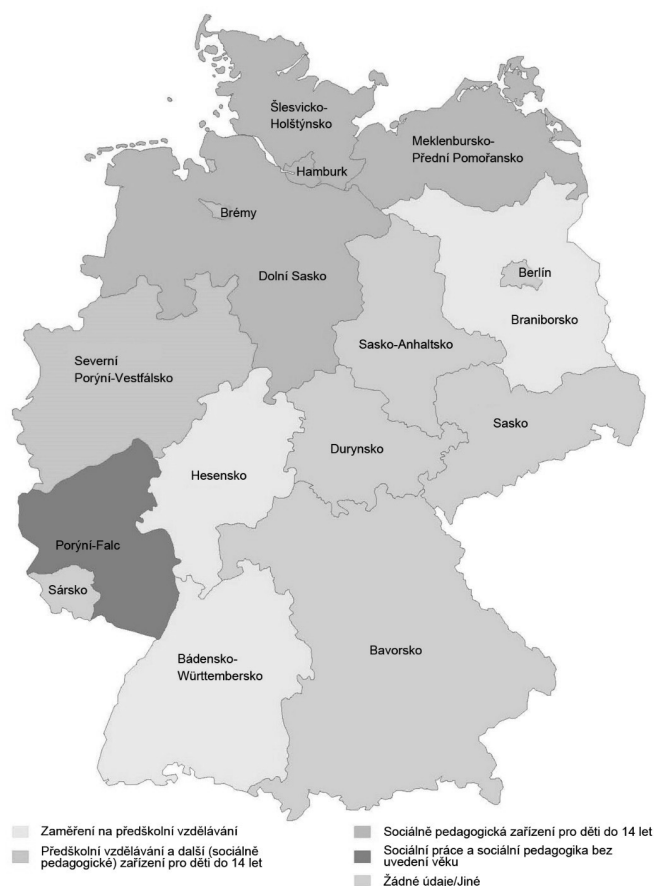 Šlesvicko-
Holštýnsko
Meklenbursko-
Přední Pomořansko
Hamburk
Brémy
Berlín
Dolní Sasko
Braniborsko
Sasko-Anhaltsko
Severní
Porýní-Vestfálsko
Sasko
Durynsko
Hesensko
Porýní-Falc
Sársko
Bavorsko
Bádensko-
Württembersko
Zaměření na předškolní vzdělávání
Předškolní vzdělávání a další (sociálně
pedagogické) zařízení pro děti do 14 let
Sociálně pedagogická zařízení pro děti do 14 let
Sociální práce a sociální pedagogika bez
uvedení věku
Žádné údaje/Jiné